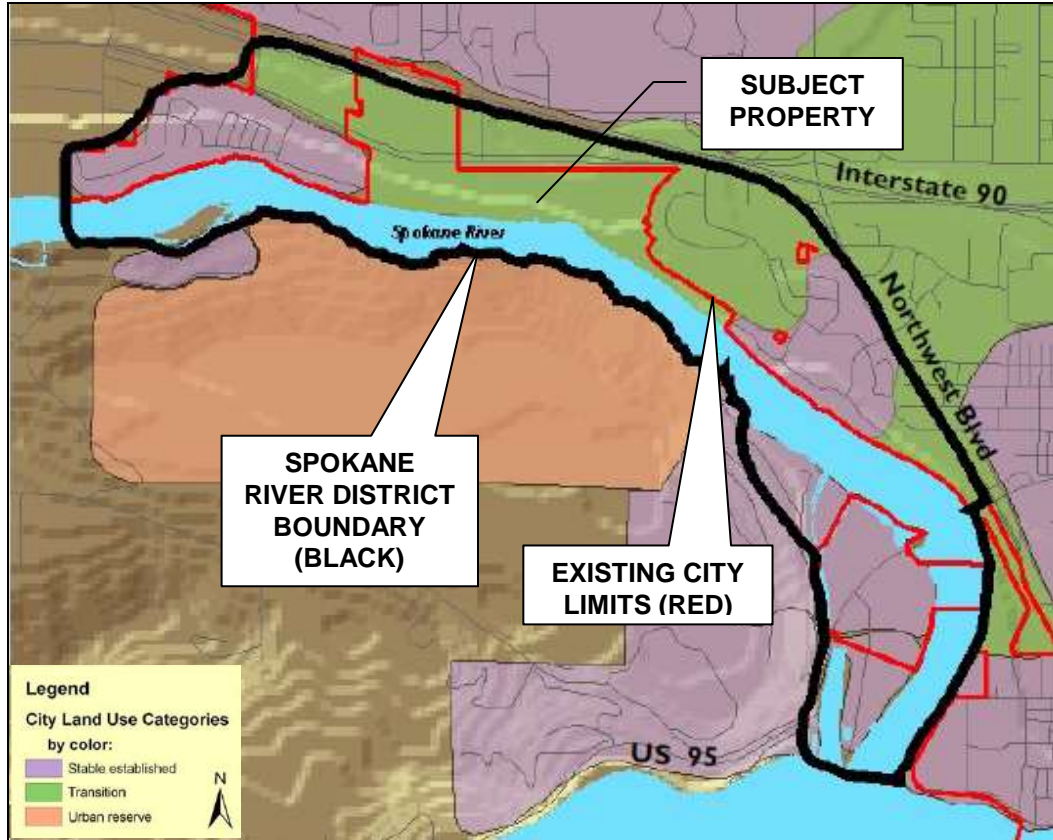 SUBJECT
PROPERTY
Interstate 90
Spokane River
Northwest Blvd
SPOKANE
RIVER DISTRICT
BOUNDARY
(BLACK)
EXISTING CITY
LIMITS (RED)
US 95
Legend
City Land Use Categories
by color:
Stable established
Transition
Urban reserve
N